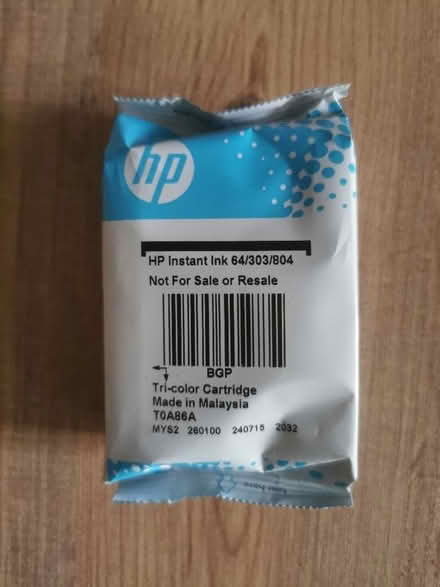 hp
HP Instant Ink 64/303/804
Not For Sale or Resale
BGP
Tri-color Cartridge
Made in Malaysia
T0A86A
MYS2 260100 240715 2032